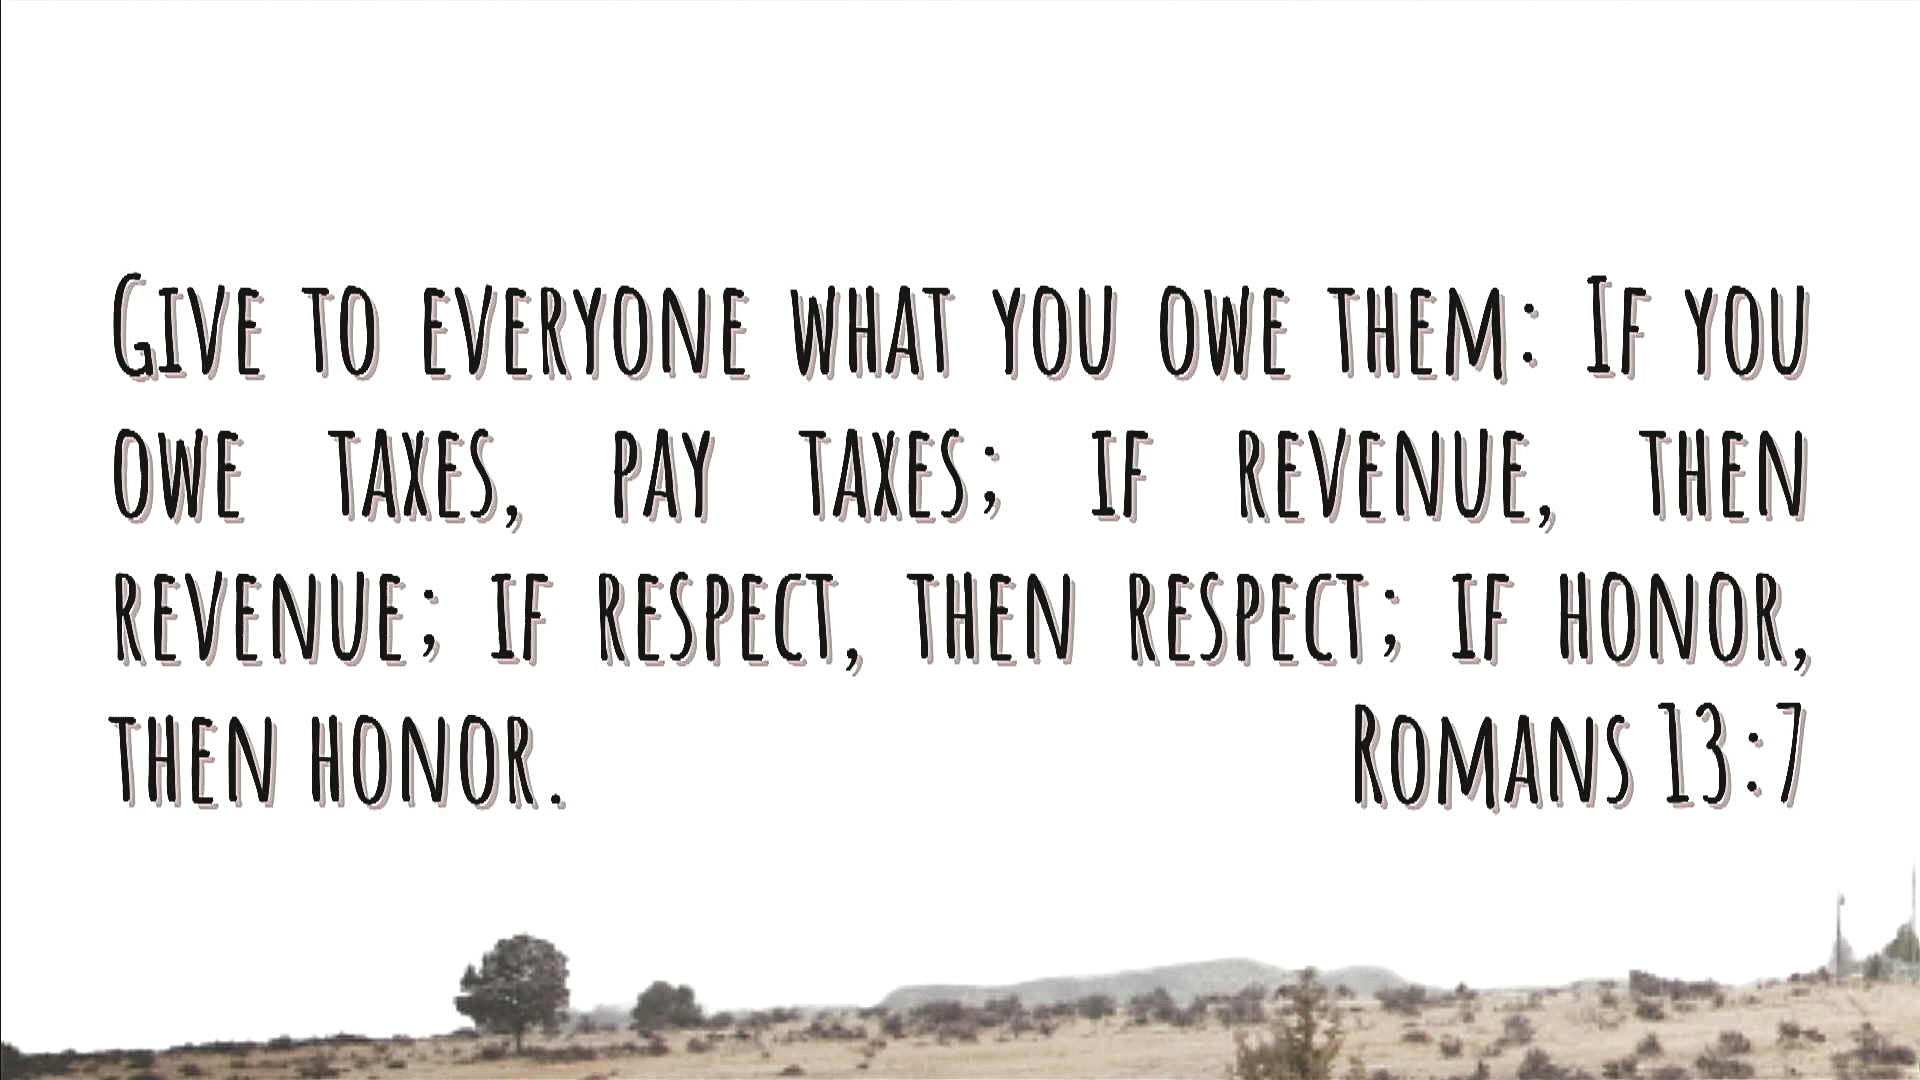 Give to everyone what you owe them: If you
owe taxes, pay taxes; if revenue, then
revenue; if respect, then respect; if honor,
then honor. Romans 13:7